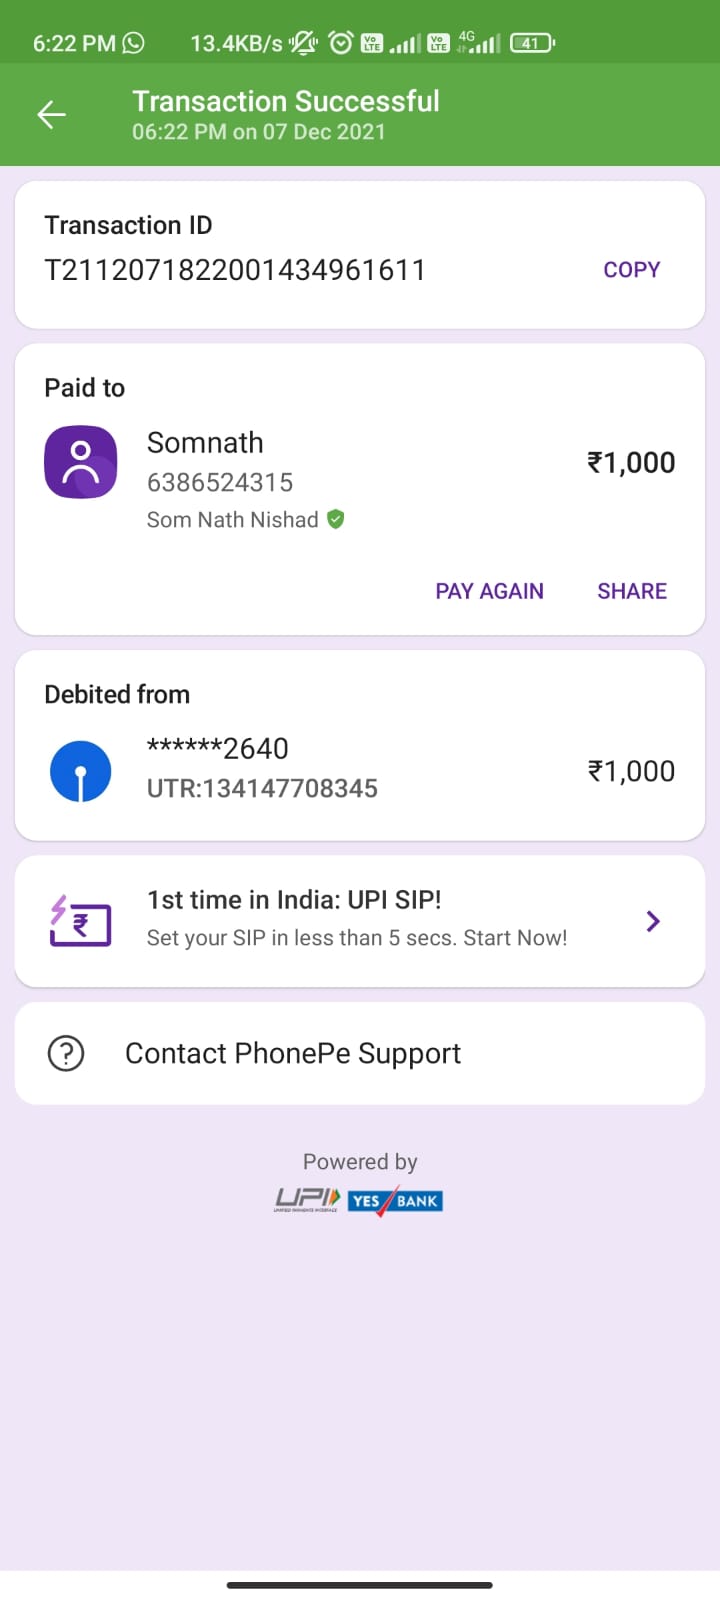 6:22 PM 13.4KB/s Vo LTE Vo LTE 4G 41
Transaction Successful
06:22 PM on 07 Dec 2021
Transaction ID
T2112071822001434961611 COPY
Paid to
Somnath
6386524315 ₹1,000
Som Nath Nishad
PAY AGAIN SHARE
Debited from
******2640
UTR:134147708345 ₹1,000
1st time in India: UPI SIP!
Set your SIP in less than 5 secs. Start Now!
Contact PhonePe Support
Powered by
UPI YES BANK
UNIFIED PAYMENTS INTERFACE